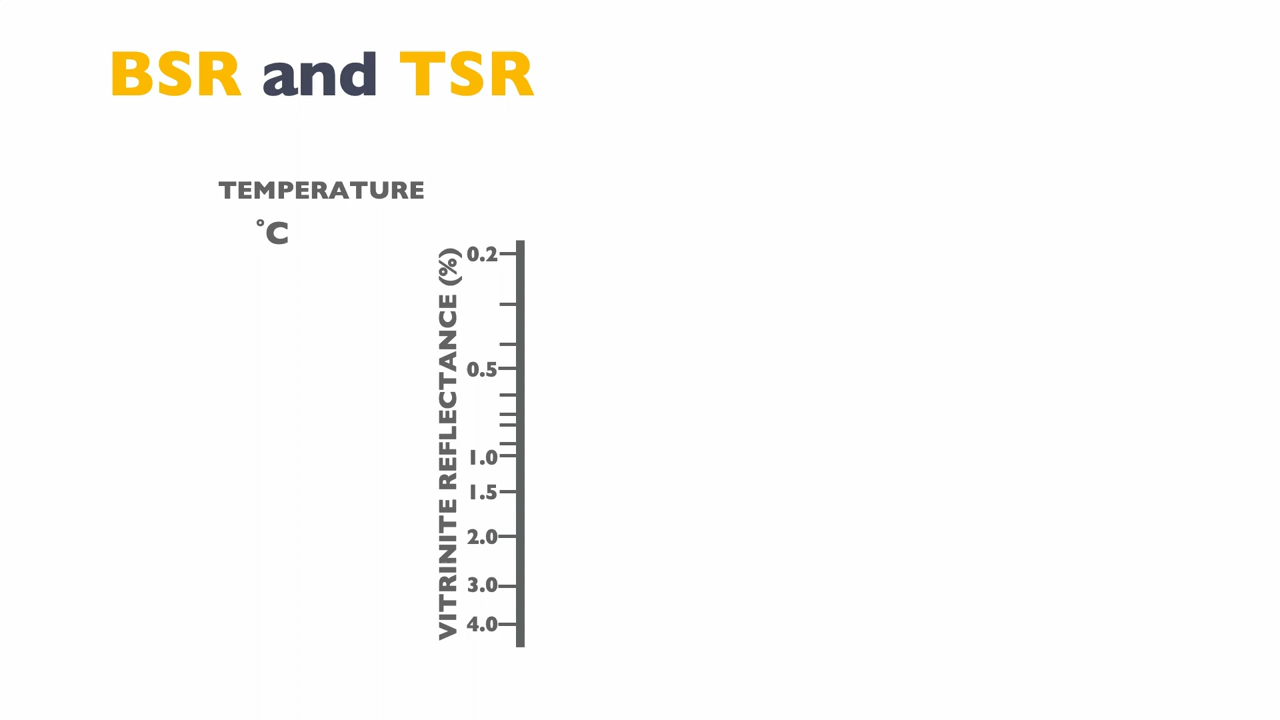 BSR and TSR
TEMPERATURE
°C
VITRINITE REFLECTANCE (%)
0.2
0.5
1.0
1.5
2.0
3.0
4.0